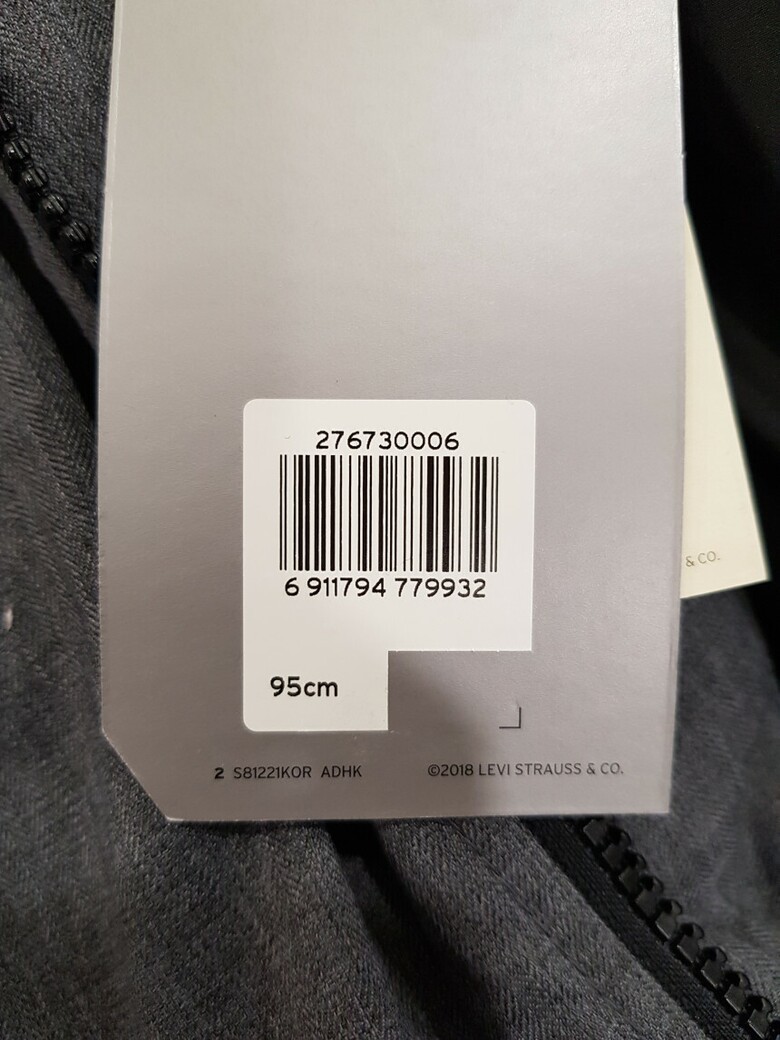 276730006
6 911794 779932
95cm
& CO.
2 S81221KOR ADHK
©2018 LEVI STRAUSS & CO.